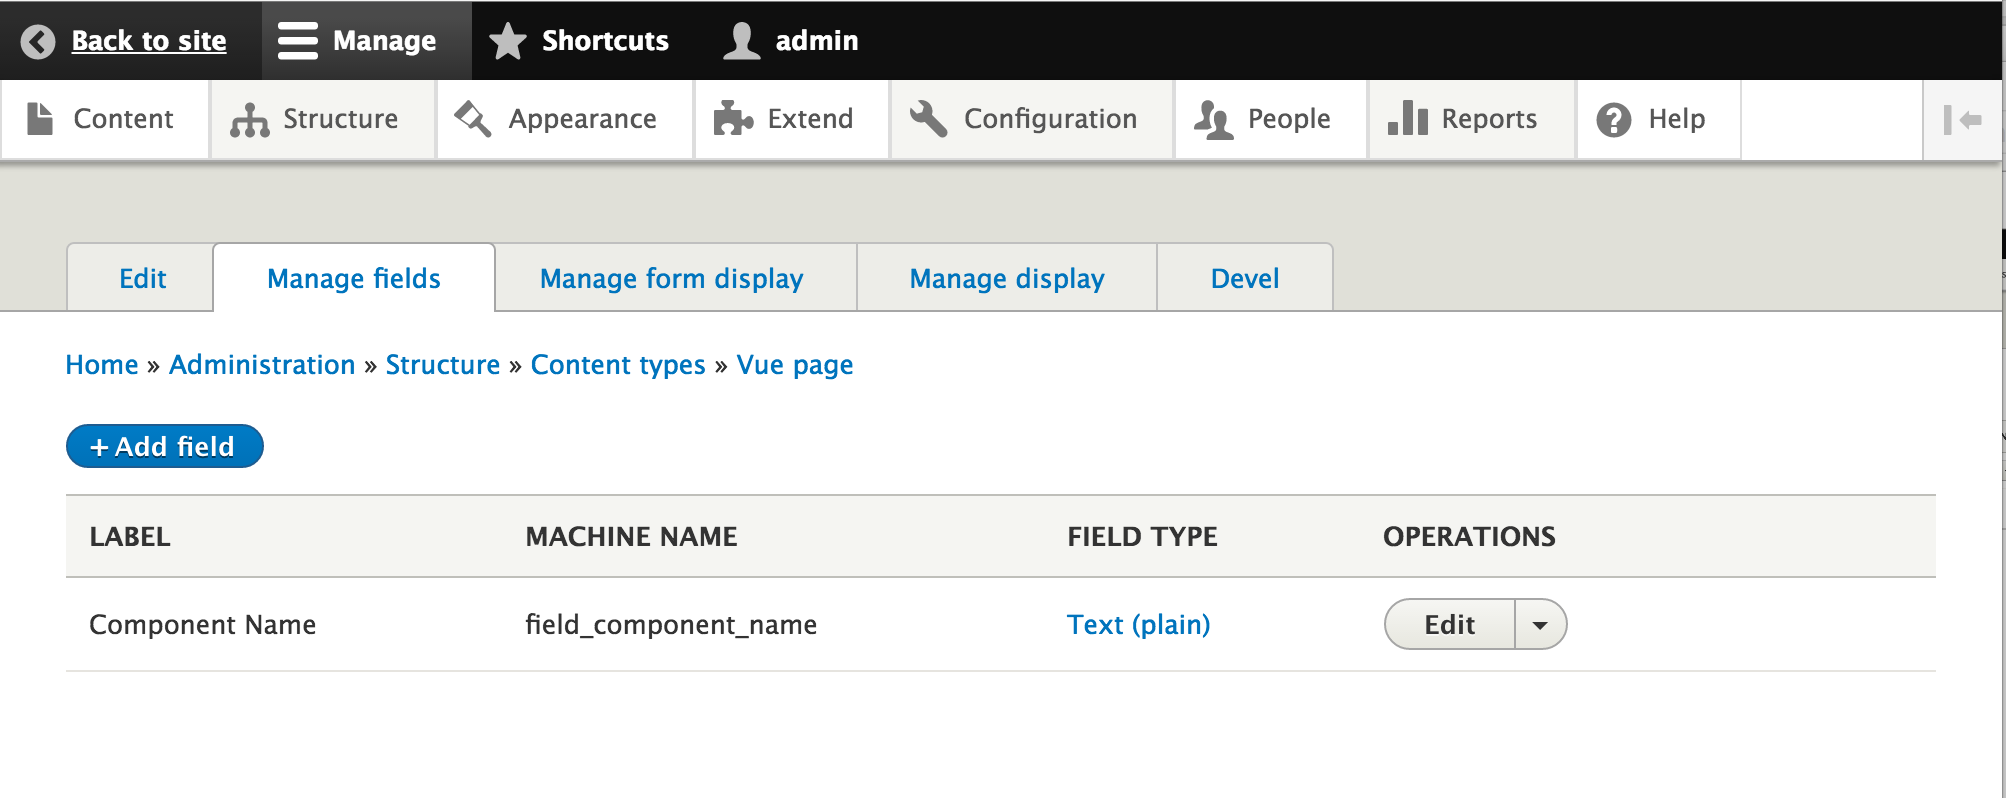 Back to site Manage Shortcuts admin
Content Structure Appearance Extend Configuration People Reports Help
Edit Manage fields Manage form display Manage display Devel
Home » Administration » Structure » Content types » Vue page
+ Add field
LABEL MACHINE NAME FIELD TYPE OPERATIONS
Component Name field_component_name Text (plain) Edit